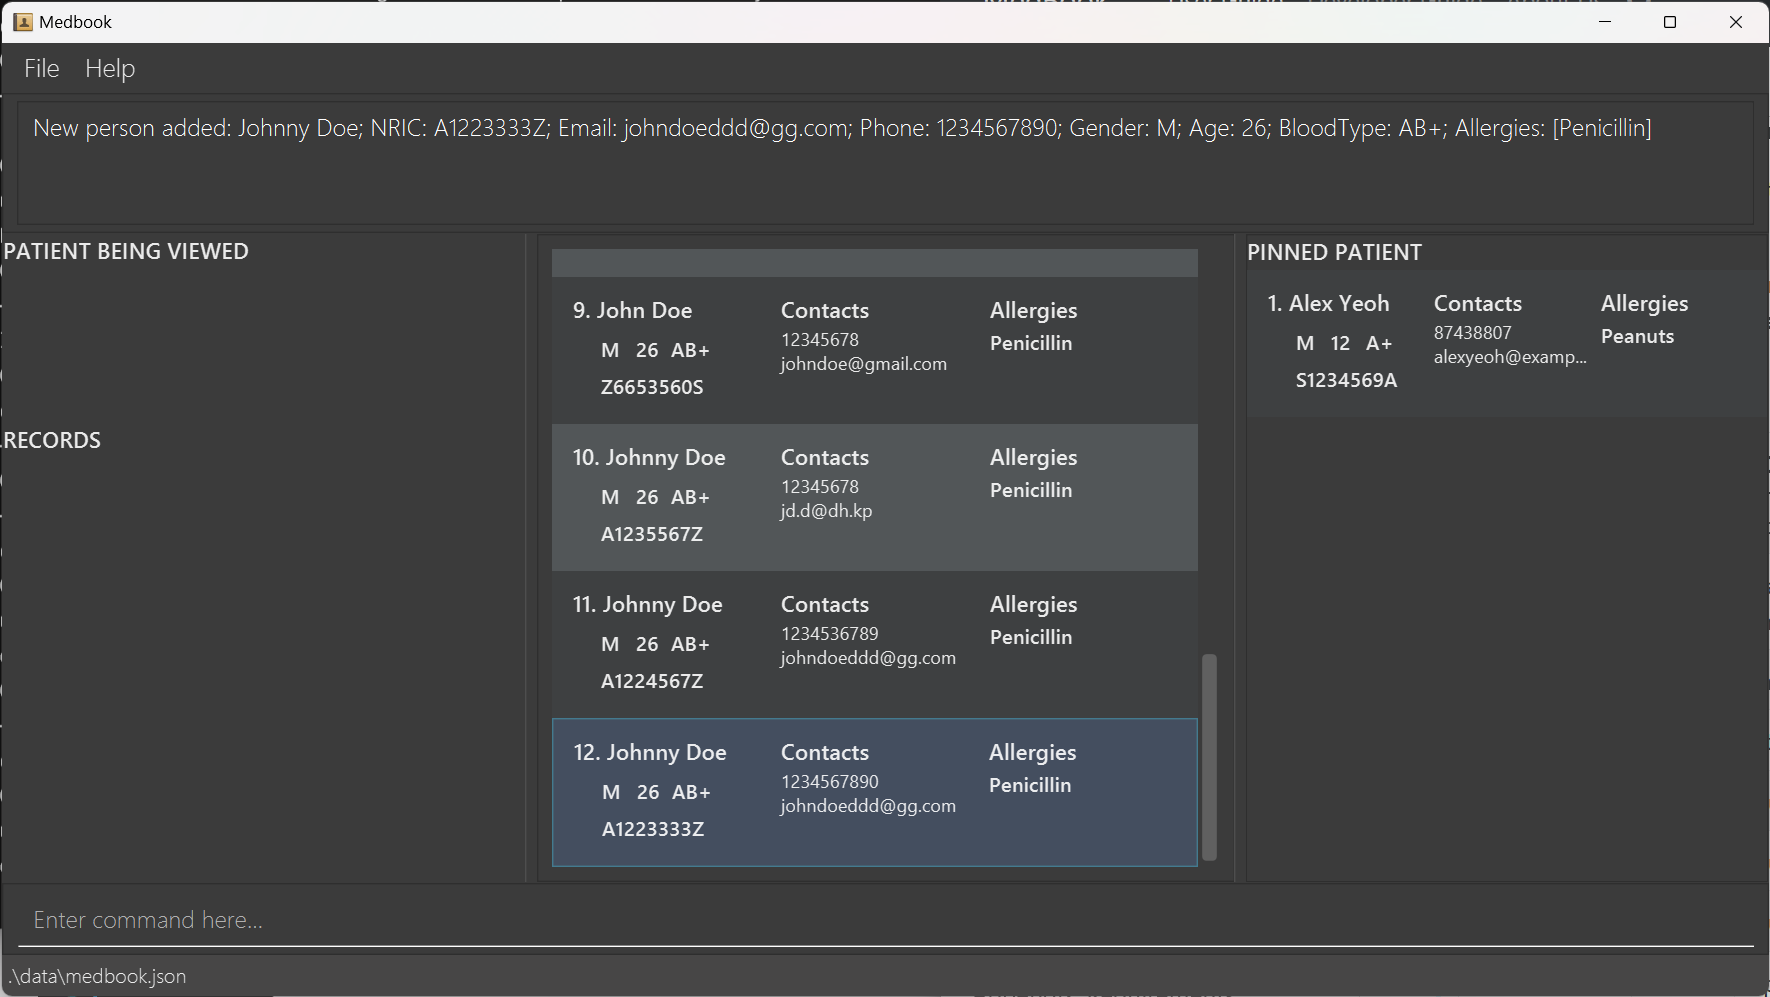 Medbook
File Help
New person added: Johnny Doe; NRIC: A1223333Z; Email: johndoeddd@gg.com; Phone: 1234567890; Gender: M; Age: 26; BloodType: AB+; Allergies: [Penicillin]
PATIENT BEING VIEWED
RECORDS
9. John Doe Contacts Allergies
12345678
M 26 AB+ Penicillin
johndoe@gmail.com
Z6653560S
10. Johnny Doe Contacts Allergies
12345678
M 26 AB+ Penicillin
jd.d@dh.kp
A1235567Z
11. Johnny Doe Contacts Allergies
1234536789
M 26 AB+ Penicillin
johndoeddd@gg.com
A1224567Z
12. Johnny Doe Contacts Allergies
1234567890
M 26 AB+ Penicillin
johndoeddd@gg.com
A1223333Z
PINNED PATIENT
1. Alex Yeoh Contacts Allergies
87438807
M 12 A+ Peanuts
alexyeoh@examp...
S1234569A
Enter command here...
.\data\medbook.json